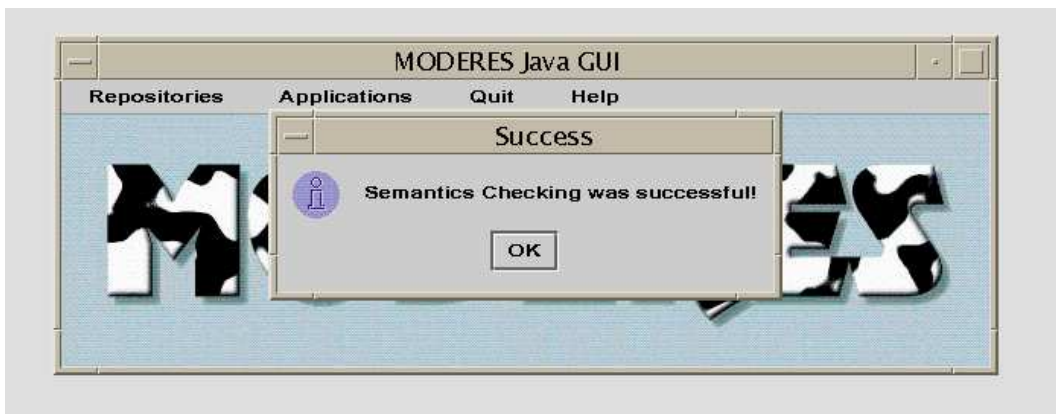 MODERES Java GUI
Repositories Applications Quit Help
Success
Semantics Checking was successful!
OK